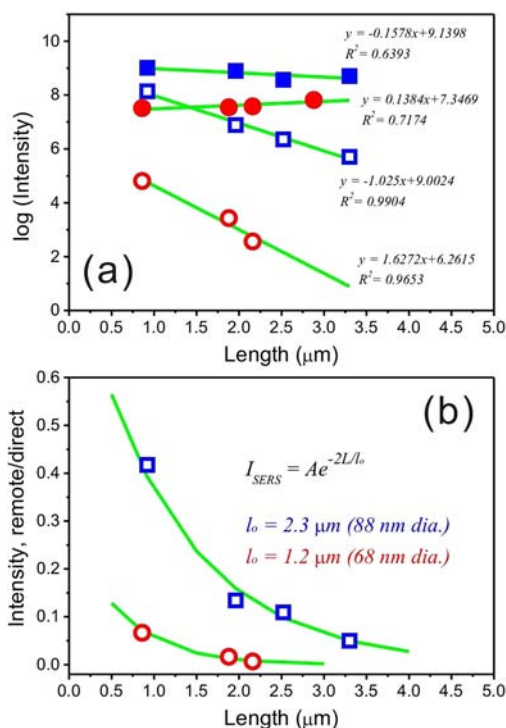 10
8
6
4
2
0
log (Intensity)
y = -0.1578x+9.1398
R² = 0.6393
y = 0.1384x+7.3469
R² = 0.7174
y = -1.025x+9.0024
R² = 0.9904
y = 1.6272x+6.2615
R² = 0.9653
(a)
0.0 0.5 1.0 1.5 2.0 2.5 3.0 3.5 4.0 4.5 5.0
Length (μm)
0.6
0.5
0.4
0.3
0.2
0.1
0.0
Intensity, remote/direct
(b)
I_SERS = Ae^-2L/lₒ
lₒ = 2.3 μm (88 nm dia.)
lₒ = 1.2 μm (68 nm dia.)
0.0 0.5 1.0 1.5 2.0 2.5 3.0 3.5 4.0 4.5 5.0
Length (μm)